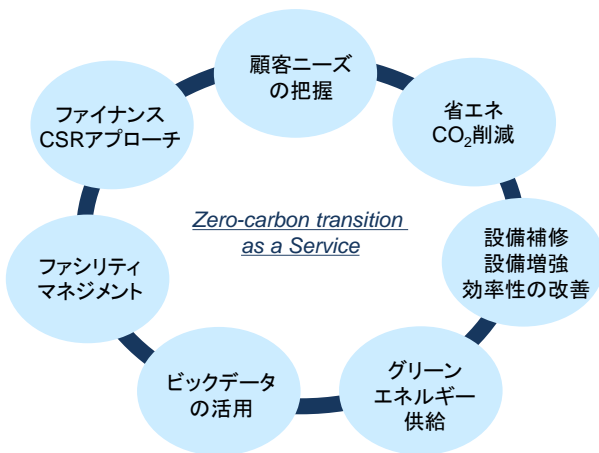 顧客ニーズ
の把握
省エネ
CO₂削減
設備補修
設備増強
効率性の改善
グリーン
エネルギー
供給
ビックデータ
の活用
ファシリティ
マネジメント
ファイナンス
CSRアプローチ
Zero-carbon transition
as a Service